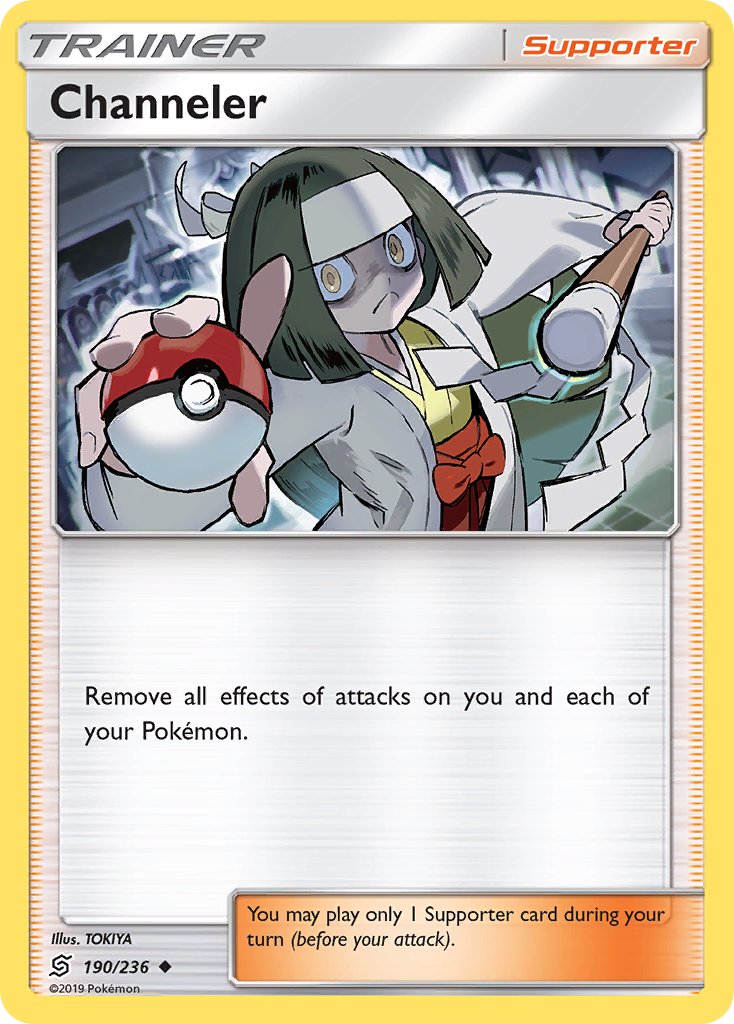 TRAINER
Supporter
Channeler
Remove all effects of attacks on you and each of
your Pokémon.
You may play only 1 Supporter card during your
turn (before your attack).
Illus. TOKIYA
190/236
©2019 Pokémon